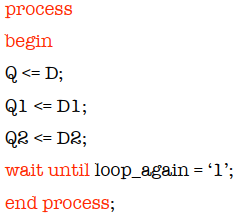 process
begin
Q <= D;
Q1 <= D1;
Q2 <= D2;
wait until loop_again = ‘1’;
end process;